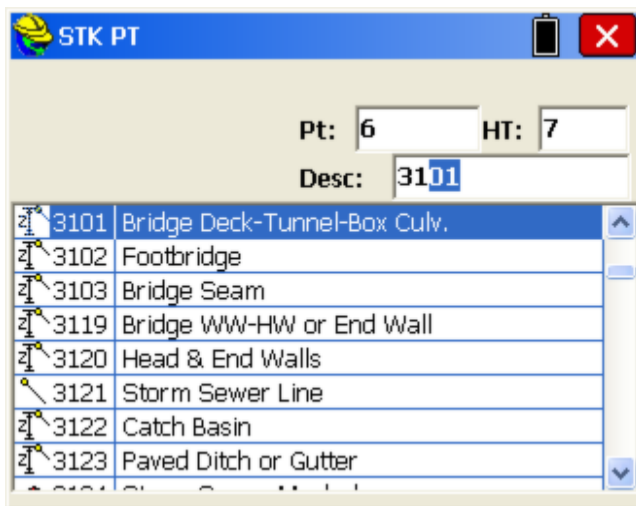 STK PT
Pt: 6 HT: 7
Desc: 3101
3101 Bridge Deck-Tunnel-Box Culv.
3102 Footbridge
3103 Bridge Seam
3119 Bridge WW-HW or End Wall
3120 Head & End Walls
3121 Storm Sewer Line
3122 Catch Basin
3123 Paved Ditch or Gutter